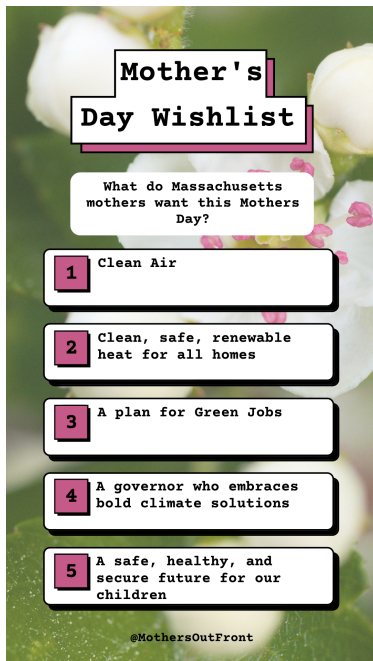 Mother's
Day Wishlist
What do Massachusetts
mothers want this Mothers
Day?
1 Clean Air
2 Clean, safe, renewable
heat for all homes
3 A plan for Green Jobs
4 A governor who embraces
bold climate solutions
5 A safe, healthy, and
secure future for our
children
@MothersOutFront